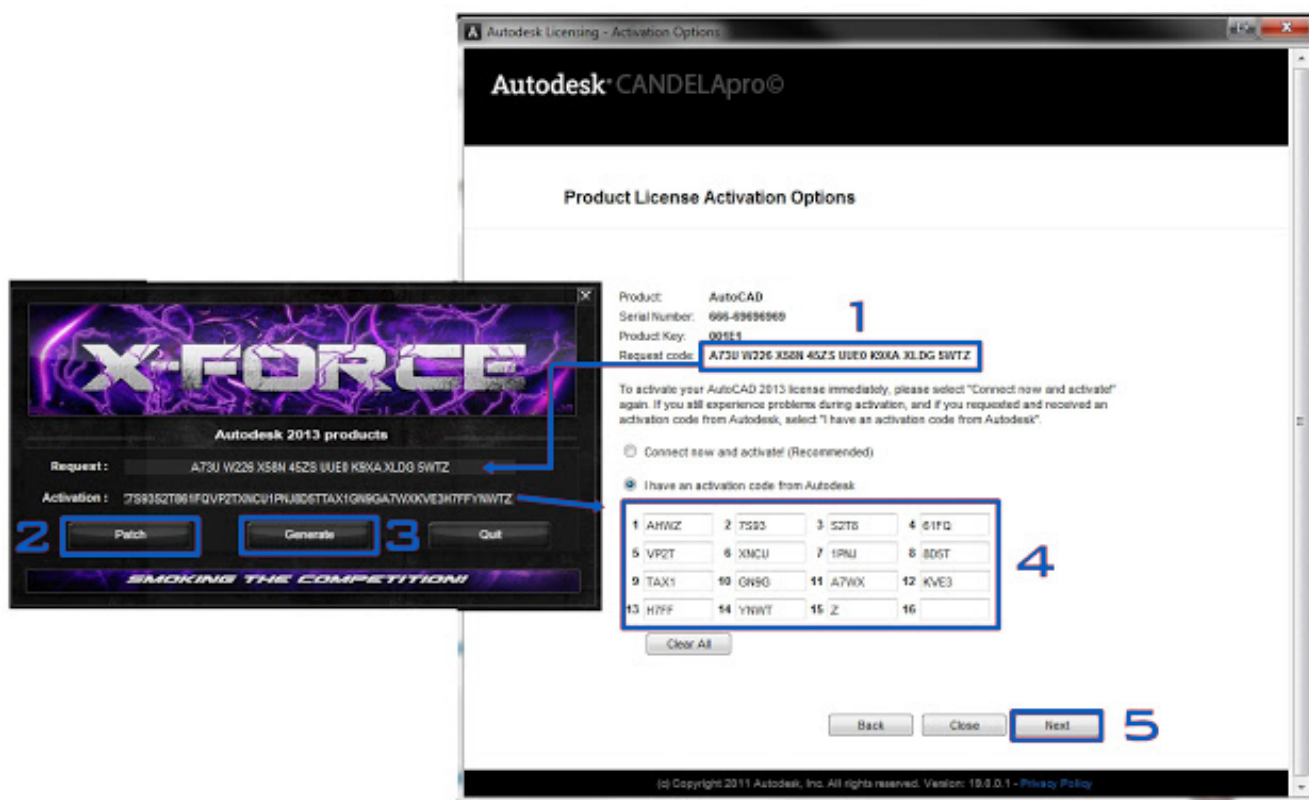 Autodesk Licensing - Activation Options
Autodesk® CANDELApro©
Product License Activation Options
Product: AutoCAD
Serial Number: 666-69696969
Product Key: 001E1
1
Request code: A73U W226 X58N 45ZS UUE0 K9XA XLDG 5WTZ
To activate your AutoCAD 2013 license immediately, please select "Connect now and activate!"
again. If you still experience problems during activation, and if you requested and received an
activation code from Autodesk, select "I have an activation code from Autodesk".
Connect now and activate! (Recommended)
I have an activation code from Autodesk
1 AHWZ 2 7S93 3 S2T8 4 61FQ
5 VP2T 6 XNCU 7 1PNJ 8 8D5T
9 TAX1 10 GN9G 11 A7WX 12 KVE3
13 H7FF 14 YNWT 15 Z 16
4
Clear All
Back Close Next
5
(c) Copyright 2011 Autodesk, Inc. All rights reserved. Version: 19.0.0.1 - Privacy Policy
X-FORCE
Autodesk 2013 products
Request: A73U W226 X58N 45ZS UUE0 K9XA XLDG 5WTZ
Activation: 7S93S2T861FQVP2TXNCU1PNJ8D5TTAX1GN9GA7WXKVE3H7FFYNWTZ
2 Patch Generate 3 Quit
SMOKING THE COMPETITION!